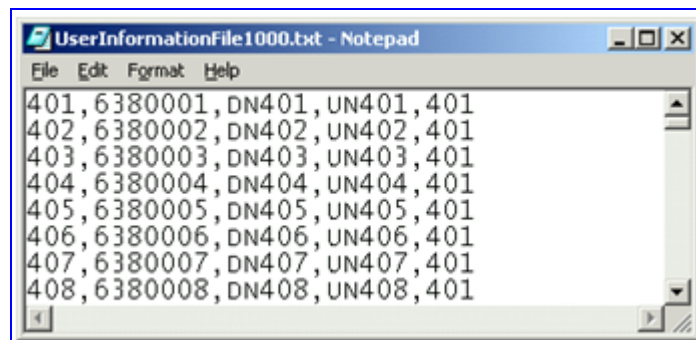 UserInformationFile1000.txt - Notepad
File Edit Format Help
401,6380001,DN401,UN401,401
402,6380002,DN402,UN402,401
403,6380003,DN403,UN403,401
404,6380004,DN404,UN404,401
405,6380005,DN405,UN405,401
406,6380006,DN406,UN406,401
407,6380007,DN407,UN407,401
408,6380008,DN408,UN408,401